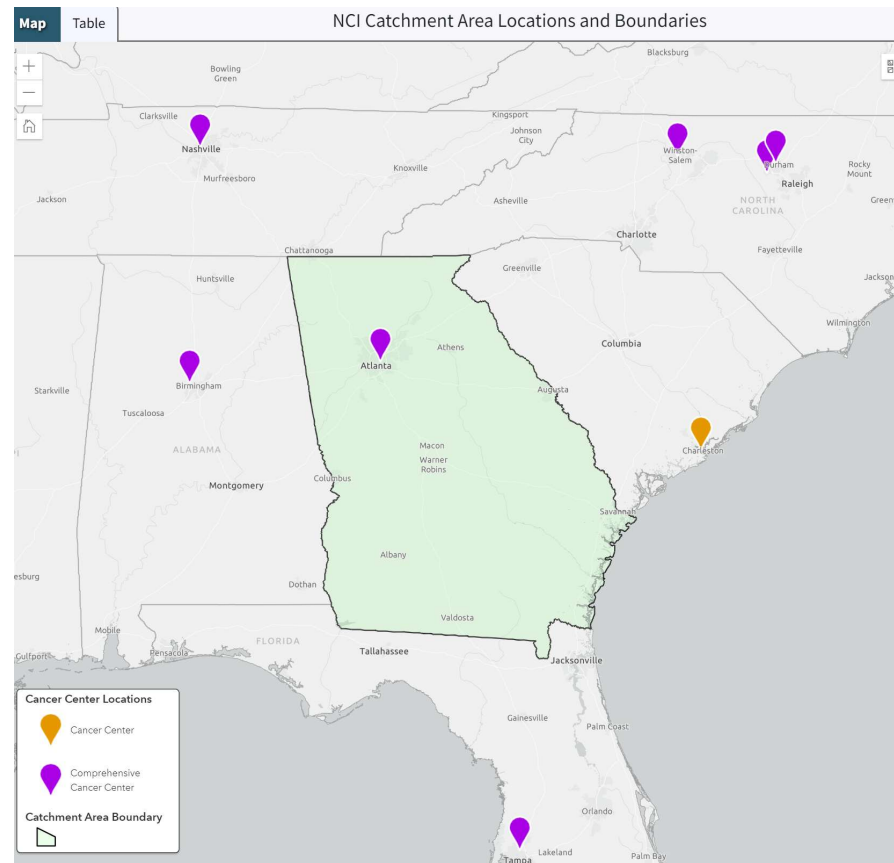 Map
Table
NCI Catchment Area Locations and Boundaries
Blacksburg
Bowling
Green
Clarksville
Kingsport
Nashville
Johnson
City
Winston-
Salem
Durham
Rocky
Mount
Knoxville
Murfreesboro
Raleigh
Jackson
Asheville
NORTH
CAROLINA
Green
Charlotte
Chattanooga
Fayetteville
Greenville
Huntsville
Jackson
Wilmington
Columbia
Athens
Atlanta
Birmingham
Starkville
Augusta
Tuscaloosa
ALABAMA
Macon
Charleston
Warner
Robins
Columbus
Montgomery
Savannah
Albany
esburg
Dothan
Valdosta
Mobile
FLORIDA
Pensacola
Tallahassee
Gulfport
Jacksonville
Cancer Center Locations
Cancer Center
Comprehensive
Cancer Center
Catchment Area Boundary
Gainesville
Palm Coast
Orlando
Tampa
Lakeland
Palm Bay